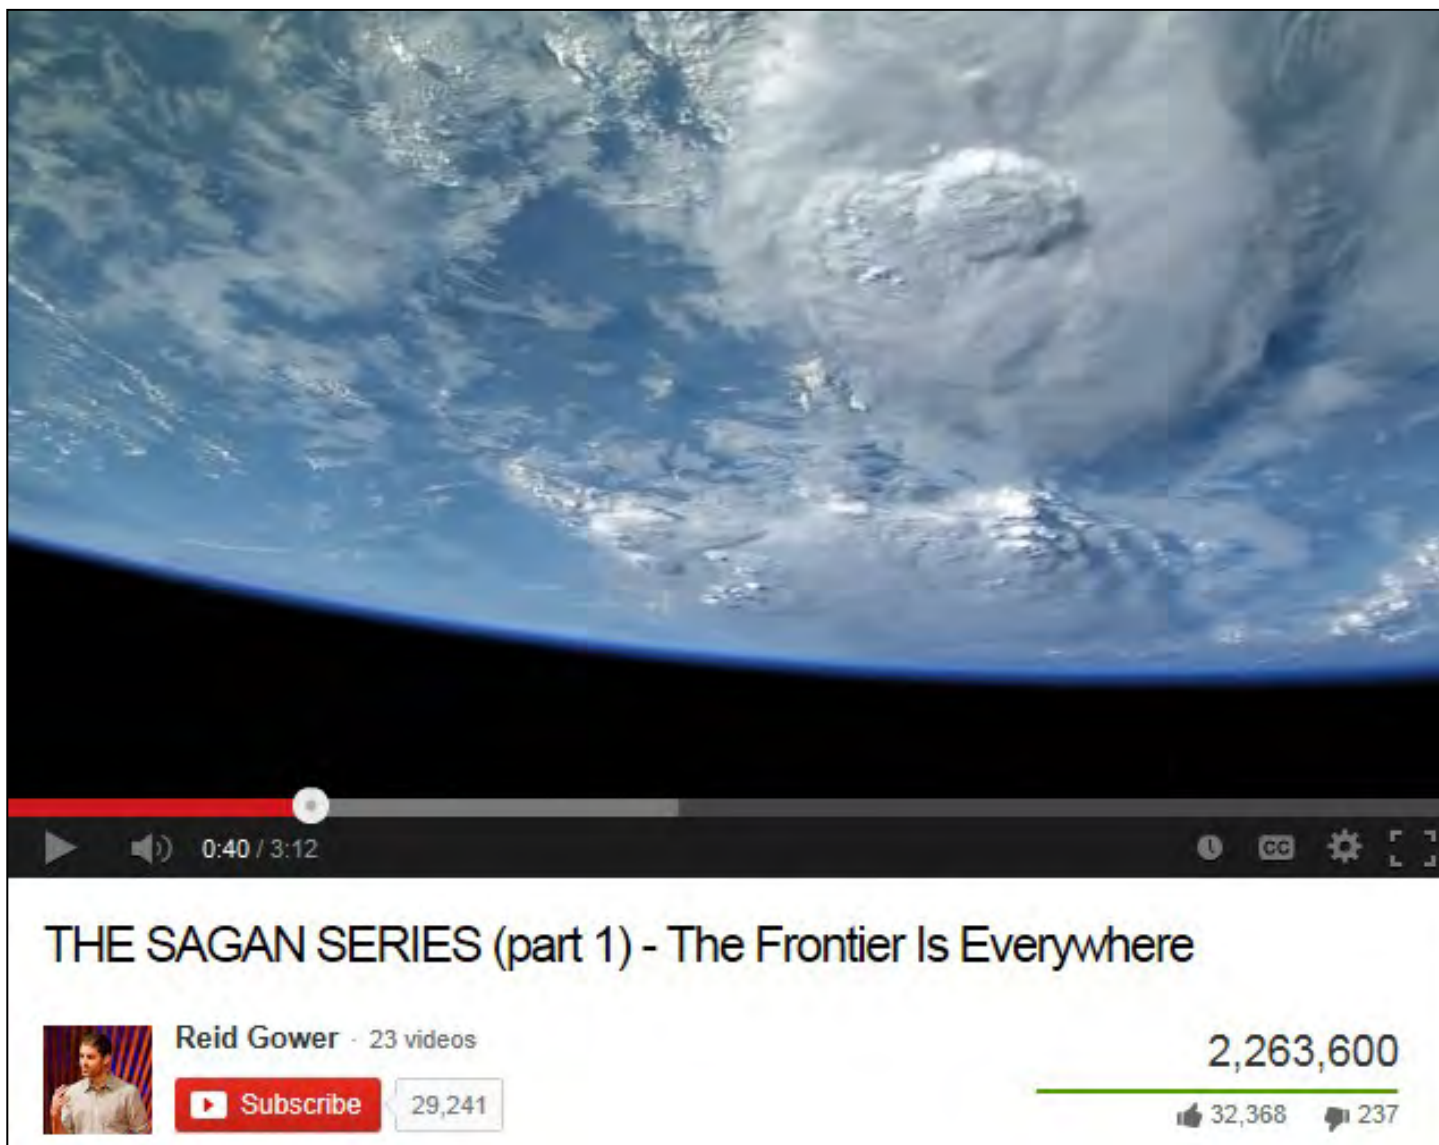 0:40 / 3:12
CC
THE SAGAN SERIES (part 1) - The Frontier Is Everywhere
Reid Gower · 23 videos
2,263,600
Subscribe 29,241
32,368 237